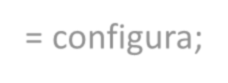 = configura;